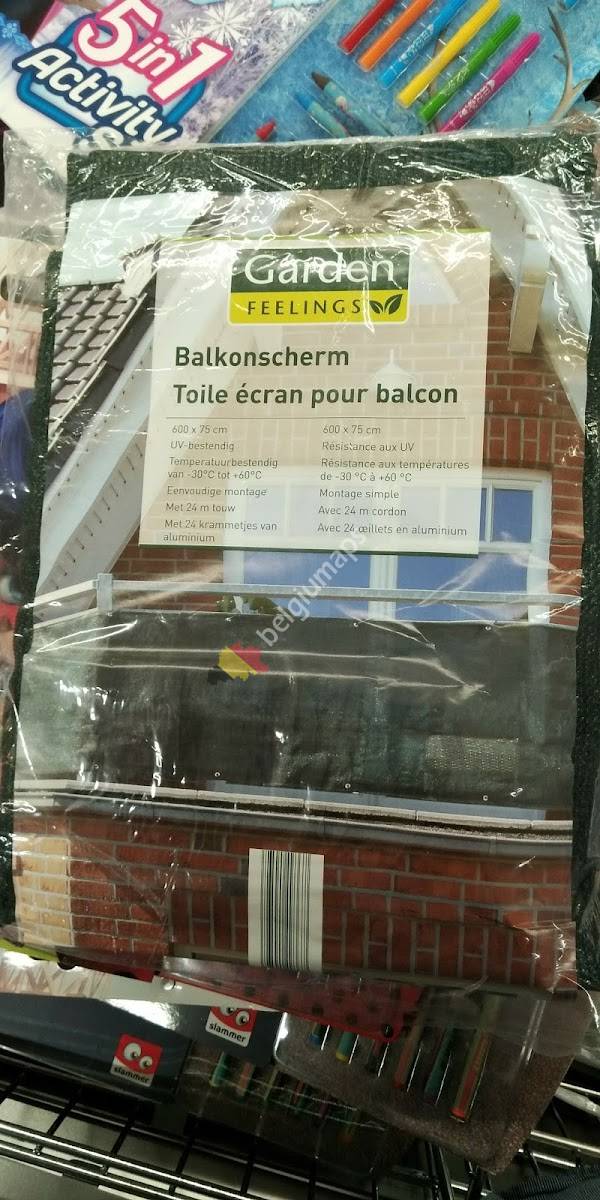 5 in 1
Activity
Garden
FEELINGS
Balkonscherm
Toile écran pour balcon
600 x 75 cm
UV-bestendig
Temperatuurbestendig
van -30°C tot +60°C
Eenvoudige montage
Met 24 m touw
Met 24 krammetjes van
aluminium
600 x 75 cm
Résistance aux UV
Résistance aux températures
de -30 °C à +60 °C
Montage simple
Avec 24 m cordon
Avec 24 œillets en aluminium
belgiumaps
slammer
slammer